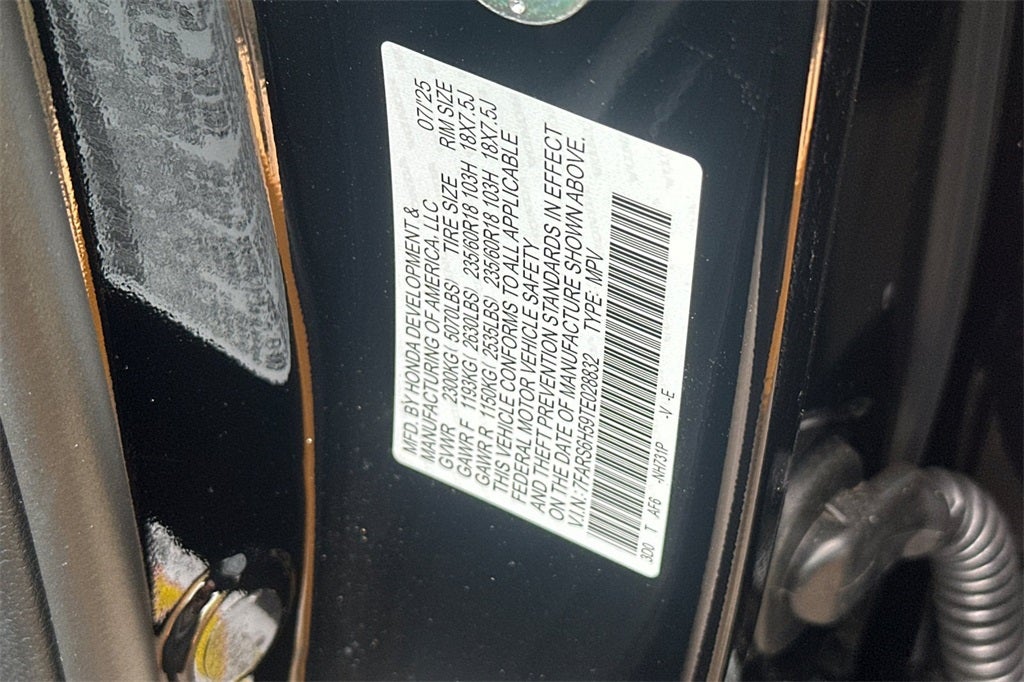 MFD. BY HONDA DEVELOPMENT & 07/25
MANUFACTURING OF AMERICA, LLC
GVWR 2300KG( 5070LBS) TIRE SIZE RIM SIZE
GAWR F 1193KG( 2630LBS) 235/60R18 103H 18X7.5J
GAWR R 1150KG( 2535LBS) 235/60R18 103H 18X7.5J
THIS VEHICLE CONFORMS TO ALL APPLICABLE
FEDERAL MOTOR VEHICLE SAFETY
AND THEFT PREVENTION STANDARDS IN EFFECT
ON THE DATE OF MANUFACTURE SHOWN ABOVE.
V.I.N.: 7FARS6H69TE028832 TYPE: MPV
3D0 T AF6 -NH731P -V -E